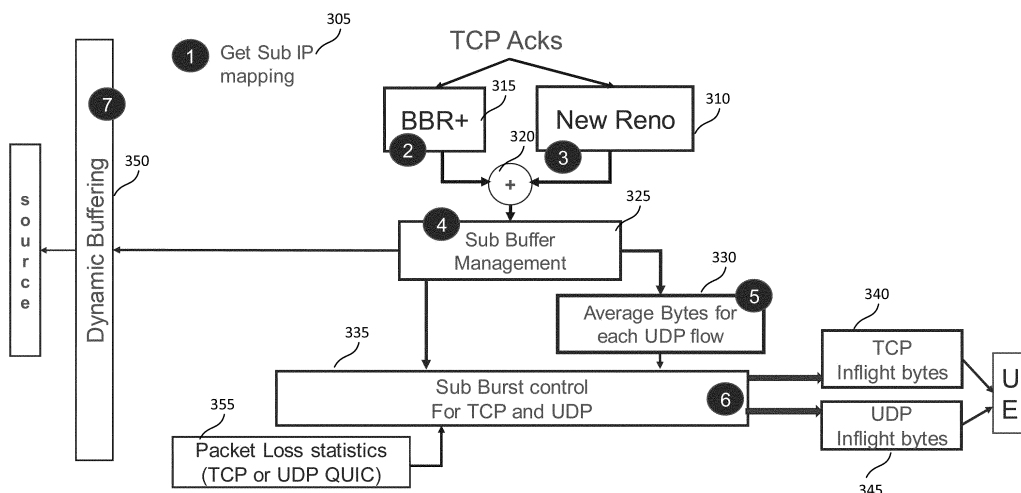 305
1 Get Sub IP
mapping
TCP Acks
315
BBR+
2
310
New Reno
3
320
+
7
350
Dynamic Buffering
source
325
4
Sub Buffer
Management
330
5
Average Bytes for
each UDP flow
335
Sub Burst control
For TCP and UDP
6
340
TCP
Inflight bytes
UDP
Inflight bytes
345
U
E
355
Packet Loss statistics
(TCP or UDP QUIC)